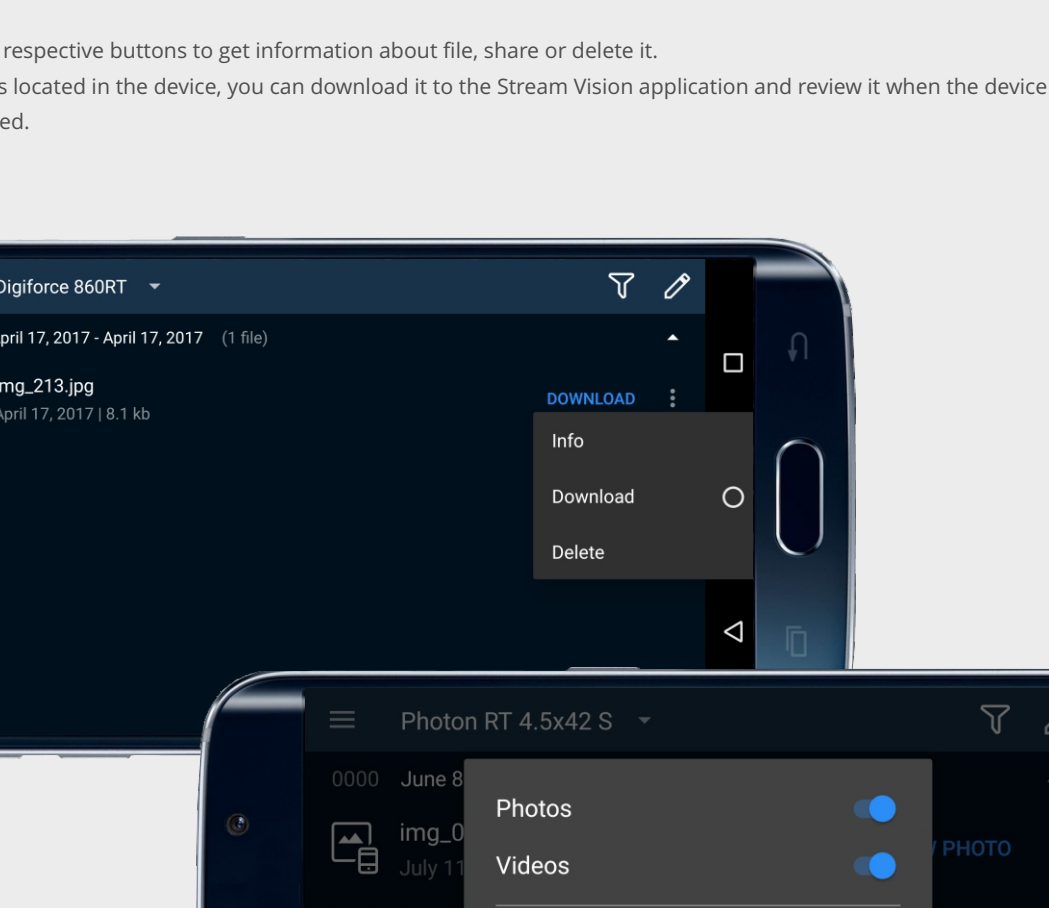 respective buttons to get information about file, share or delete it.
located in the device, you can download it to the Stream Vision application and review it when the device
Digiforce 860RT
April 17, 2017 - April 17, 2017 (1 file)
img_213.jpg
DOWNLOAD
April 17, 2017 | 8.1 kb
Info
Download
Delete
Photon RT 4.5x42 S
0000 June 8
Photos
img_0
PHOTO
Videos
July 11